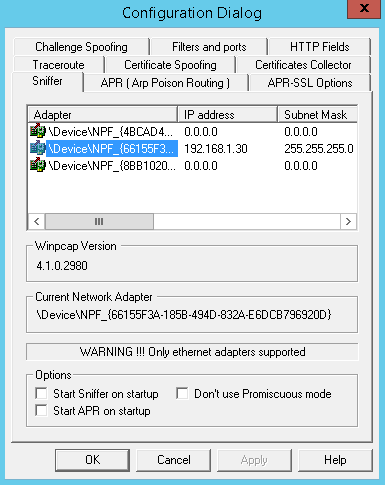 Configuration Dialog
x
Challenge Spoofing Filters and ports HTTP Fields
Traceroute Certificate Spoofing Certificates Collector
Sniffer APR ( Arp Poison Routing ) APR-SSL Options
Adapter IP address Subnet Mask
\Device\NPF_{4BCAD4... 0.0.0.0 0.0.0.0
\Device\NPF_{66155F3... 192.168.1.30 255.255.255.0
\Device\NPF_{8BB1020... 0.0.0.0 0.0.0.0
Winpcap Version
4.1.0.2980
Current Network Adapter
\Device\NPF_{66155F3A-185B-494D-832A-E6DCB796920D}
WARNING !!! Only ethernet adapters supported
Options
Start Sniffer on startup Don't use Promiscuous mode
Start APR on startup
OK Cancel Apply Help